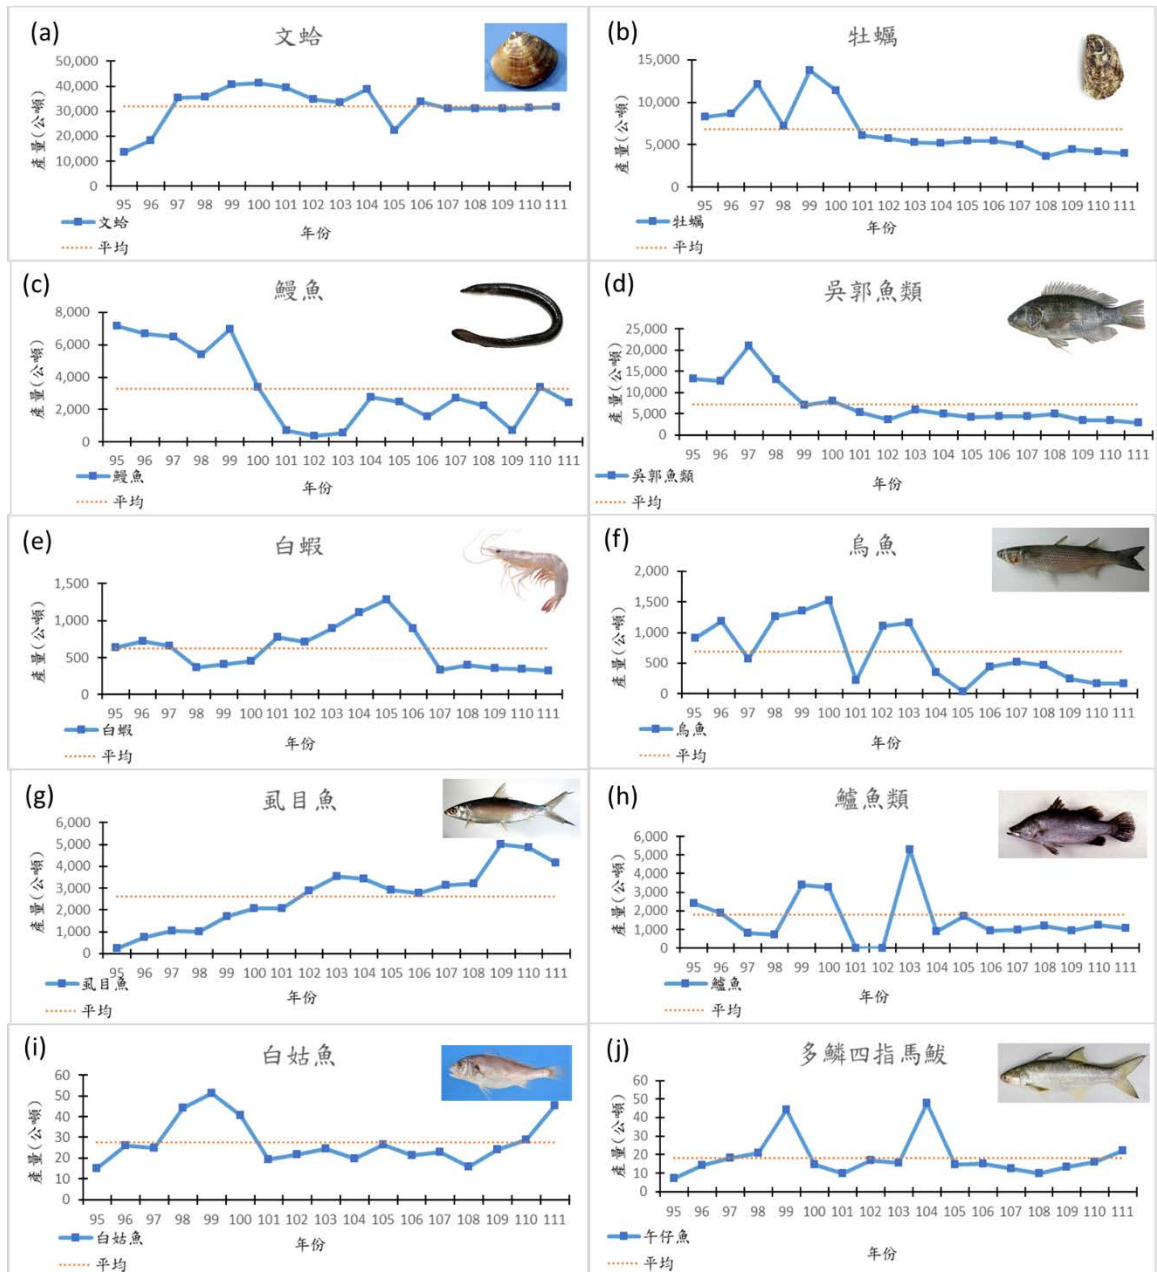 (a)
文蛤
產量(公噸)
50,000
40,000
30,000
20,000
10,000
0
95 96 97 98 99 100 101 102 103 104 105 106 107 108 109 110 111
文蛤
年份
平均
(b)
牡蠣
產量(公噸)
15,000
10,000
5,000
0
95 96 97 98 99 100 101 102 103 104 105 106 107 108 109 110 111
牡蠣
年份
平均
(c)
鰻魚
產量(公噸)
8,000
6,000
4,000
2,000
0
95 96 97 98 99 100 101 102 103 104 105 106 107 108 109 110 111
鰻魚
年份
平均
(d)
吳郭魚類
產量(公噸)
25,000
20,000
15,000
10,000
5,000
0
95 96 97 98 99 100 101 102 103 104 105 106 107 108 109 110 111
吳郭魚類
年份
平均
(e)
白蝦
產量(公噸)
1,500
1,000
500
0
95 96 97 98 99 100 101 102 103 104 105 106 107 108 109 110 111
白蝦
年份
平均
(f)
烏魚
產量(公噸)
2,000
1,500
1,000
500
0
95 96 97 98 99 100 101 102 103 104 105 106 107 108 109 110 111
烏魚
年份
平均
(g)
虱目魚
產量(公噸)
6,000
5,000
4,000
3,000
2,000
1,000
0
95 96 97 98 99 100 101 102 103 104 105 106 107 108 109 110 111
虱目魚
年份
平均
(h)
鱸魚類
產量(公噸)
6,000
5,000
4,000
3,000
2,000
1,000
0
95 96 97 98 99 100 101 102 103 104 105 106 107 108 109 110 111
鱸魚
年份
平均
(i)
白姑魚
產量(公噸)
60
50
40
30
20
10
0
95 96 97 98 99 100 101 102 103 104 105 106 107 108 109 110 111
白姑魚
年份
平均
(j)
多鱗四指馬鮁
產量(公噸)
60
50
40
30
20
10
0
95 96 97 98 99 100 101 102 103 104 105 106 107 108 109 110 111
午仔魚
年份
平均